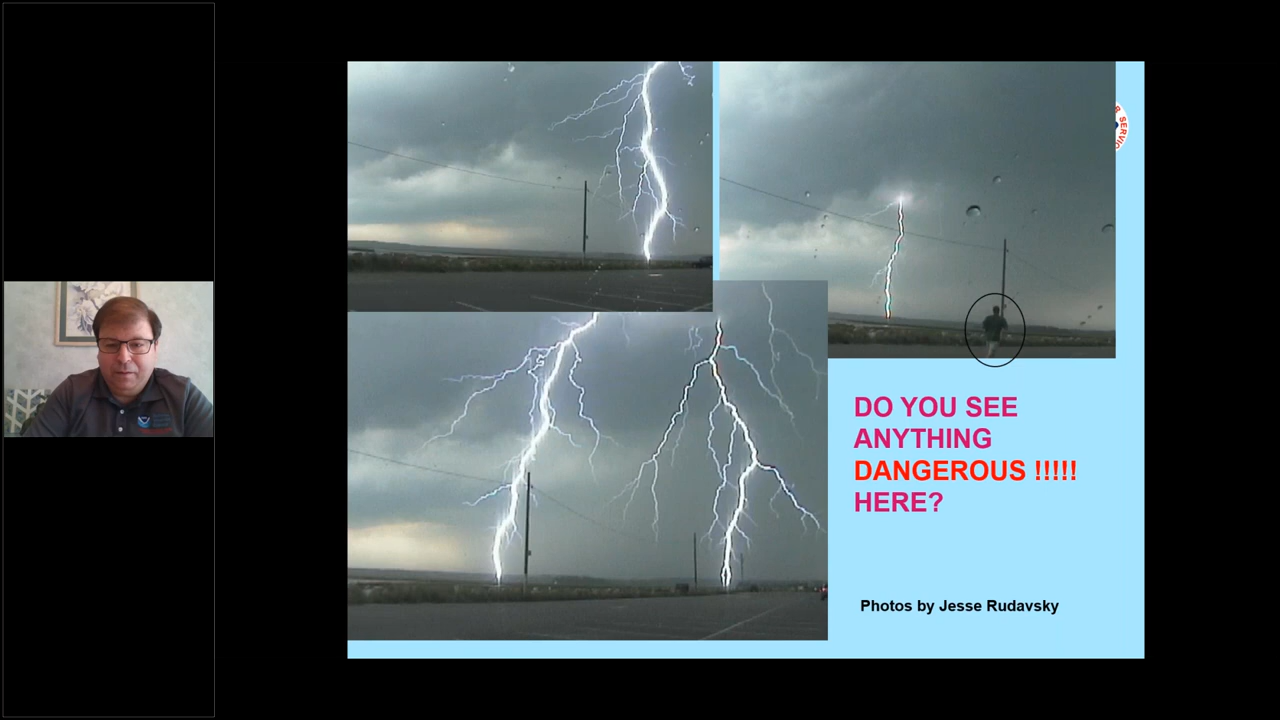 DO YOU SEE
ANYTHING
DANGEROUS !!!!!
HERE?
Photos by Jesse Rudavsky